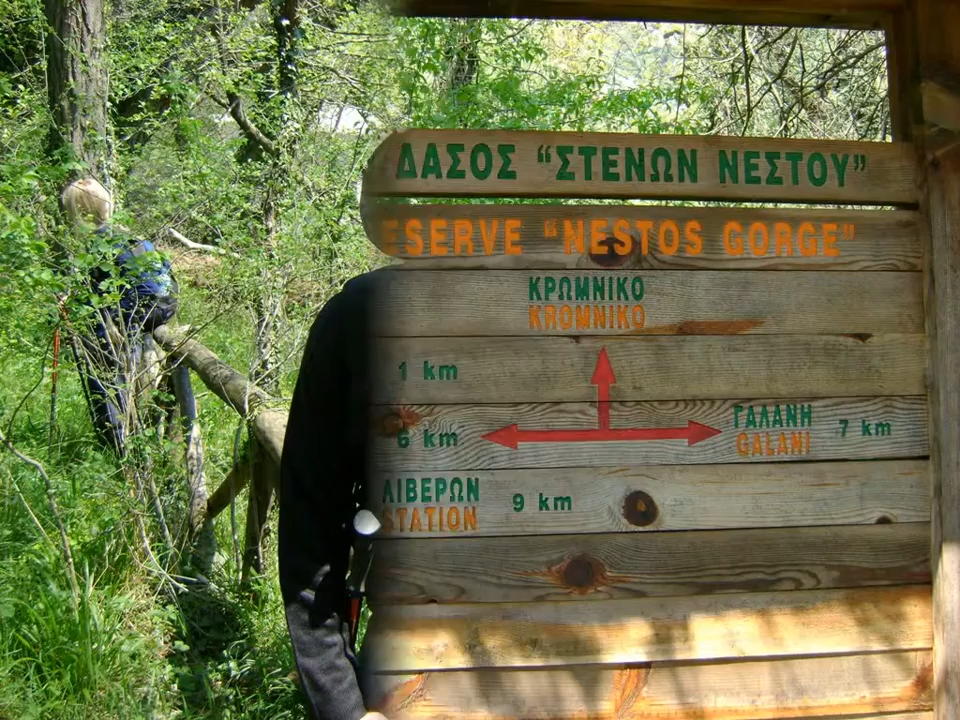 ΔΑΣΟΣ “ΣΤΕΝΩΝ ΝΕΣΤΟΥ”
ESERVE “NESTOS GORGE”
ΚΡΩΜΝΙΚΟ
KROMNIKO
1 km
6 km
ΓΑΛΑΝΗ 7 km
GALANI
ΛΙΒΕΡΩΝ 9 km
STATION